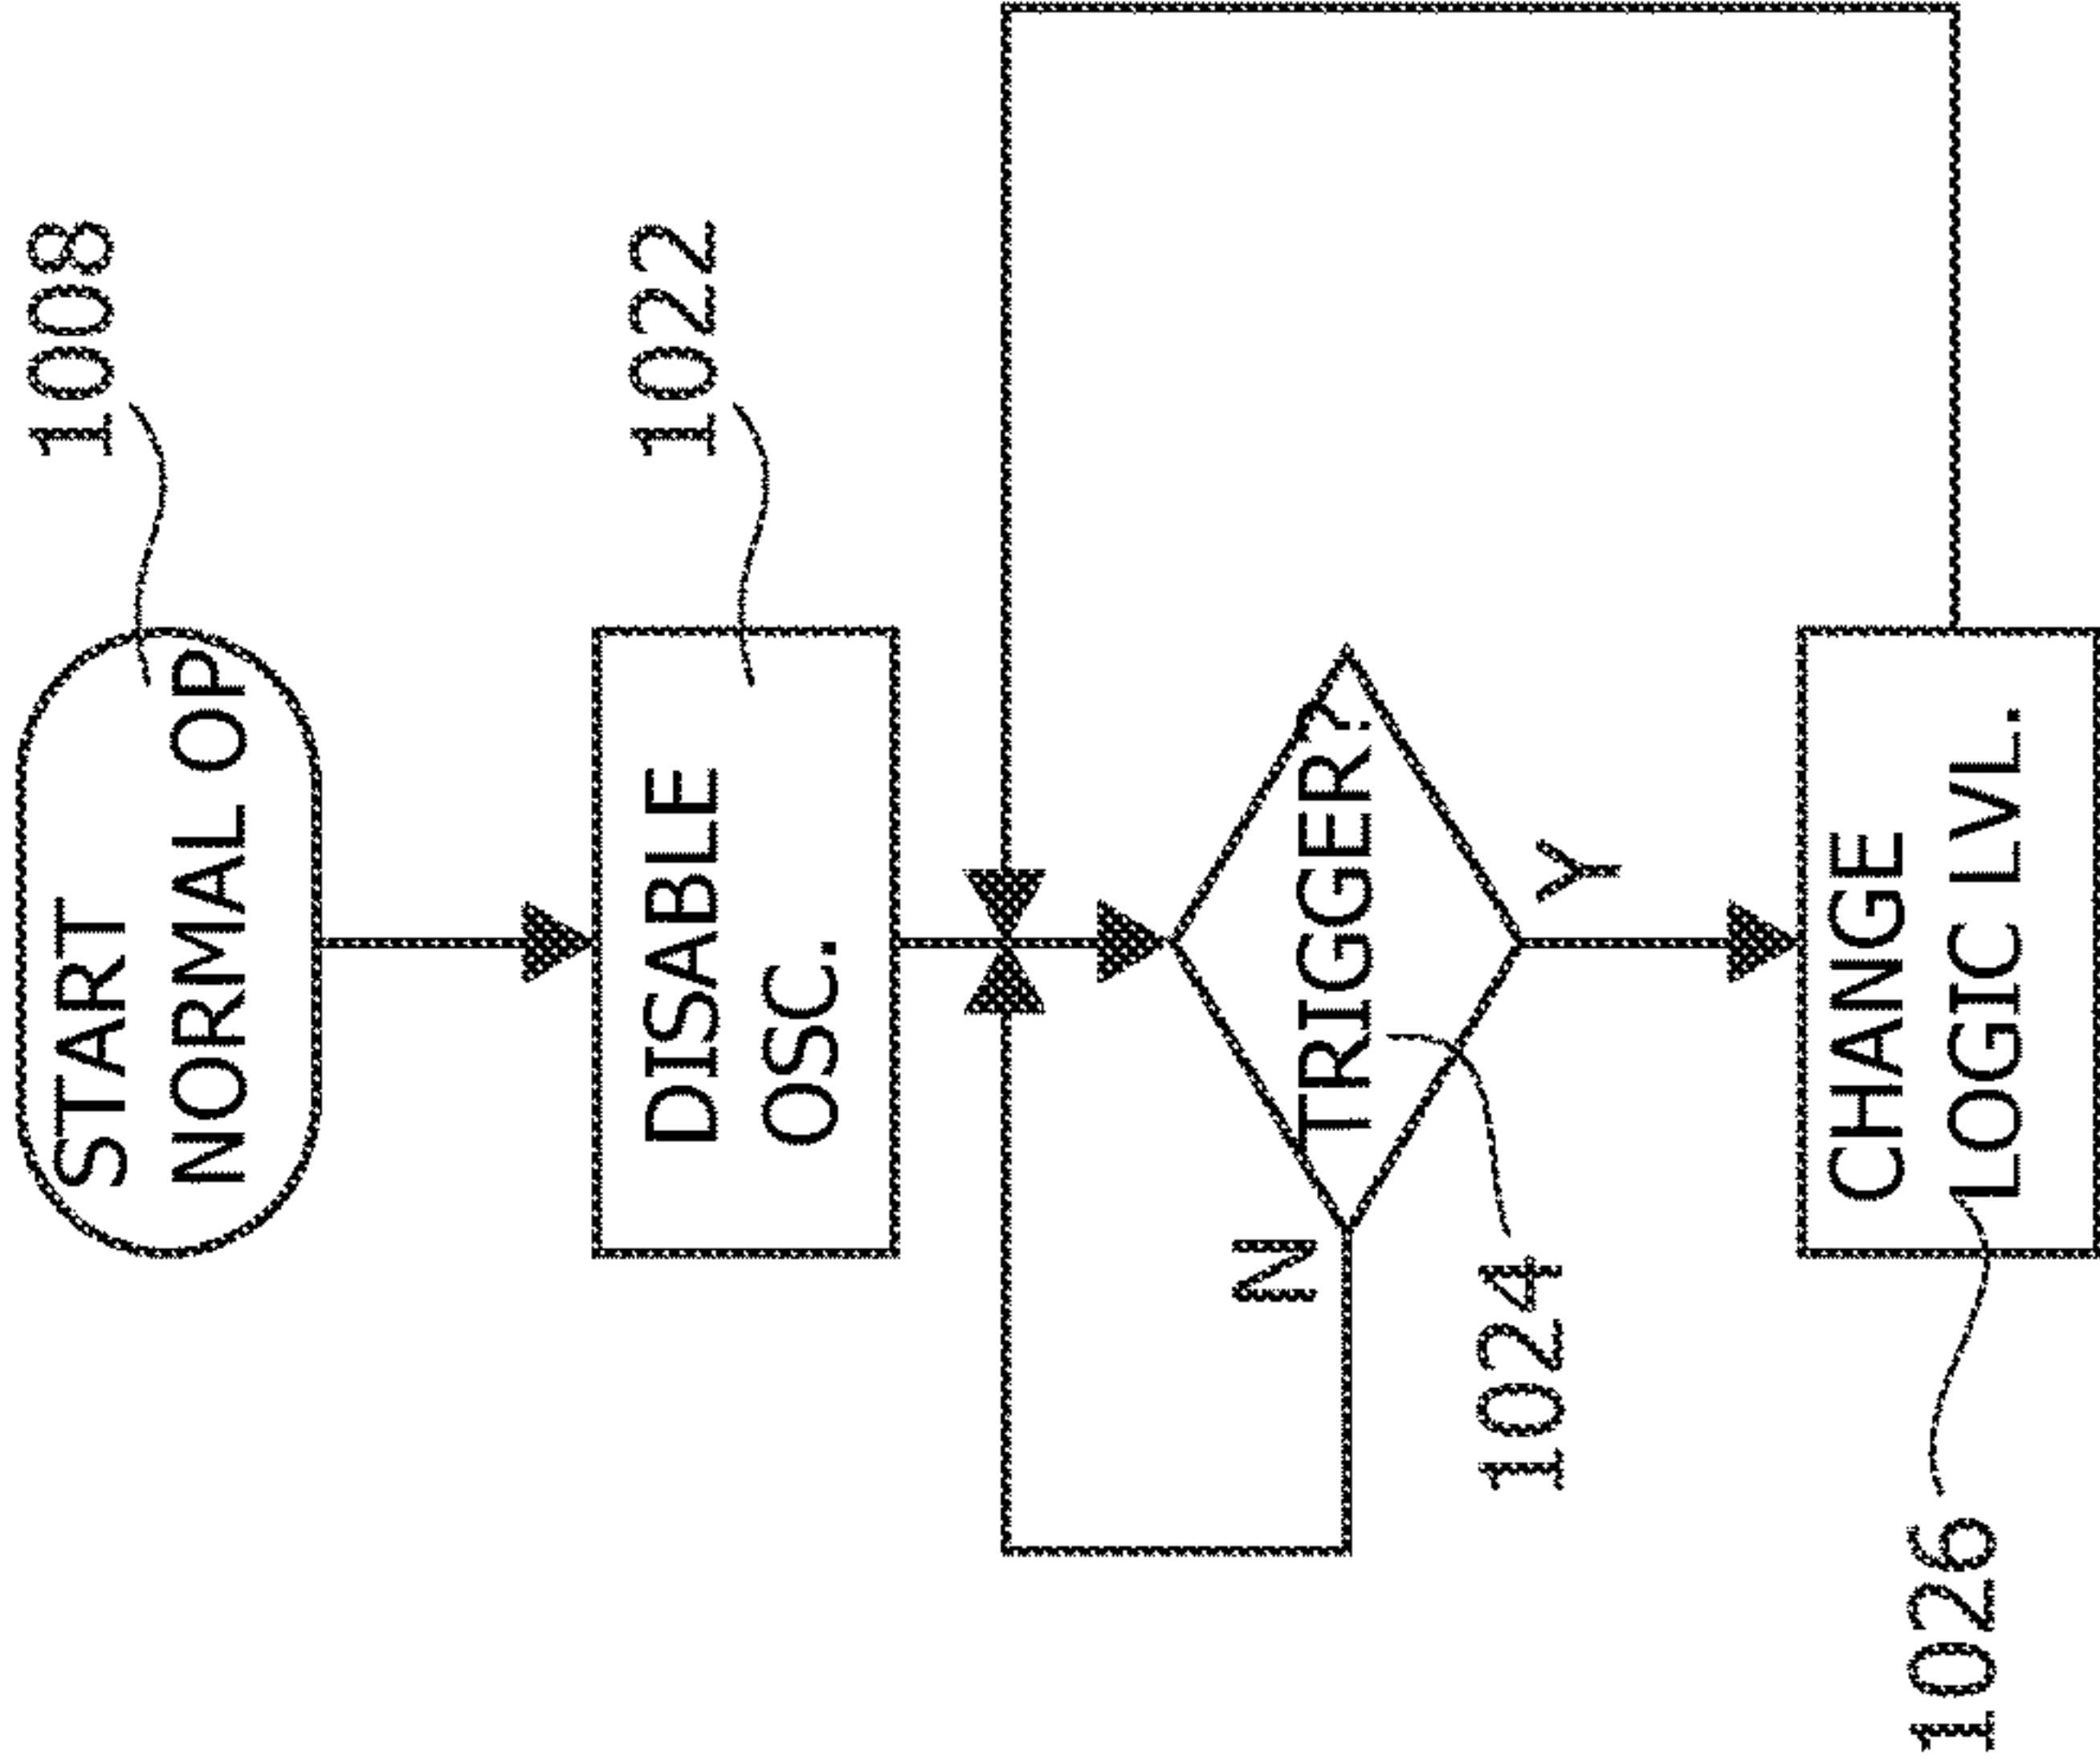 START
NORMAL OP
1008
DISABLE
OSC.
1022
TRIGGER?
N
Y
1024
CHANGE
LOGIC LVL.
1026